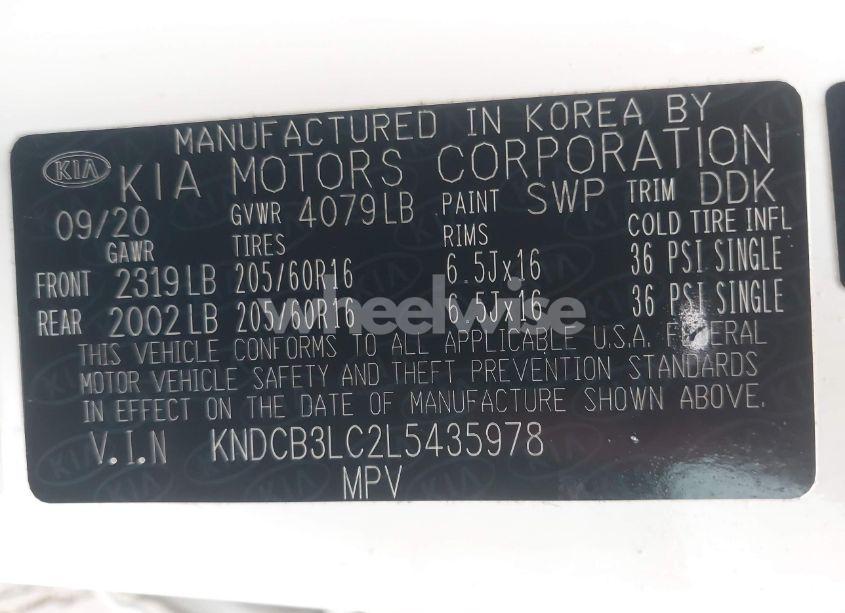 MANUFACTURED IN KOREA BY
KIA KIA MOTORS CORPORATION
09/20 GVWR 4079LB PAINT SWP TRIM DDK
GAWR TIRES RIMS COLD TIRE INFL
FRONT 2319LB 205/60R16 6.5Jx16 36 PSI SINGLE
REAR 2002LB 205/60R16 6.5Jx16 36 PSI SINGLE
wheelwise
THIS VEHICLE CONFORMS TO ALL APPLICABLE U.S.A. FEDERAL
MOTOR VEHICLE SAFETY AND THEFT PREVENTION STANDARDS
IN EFFECT ON THE DATE OF MANUFACTURE SHOWN ABOVE.
V.I.N KNDCB3LC2L5435978
MPV